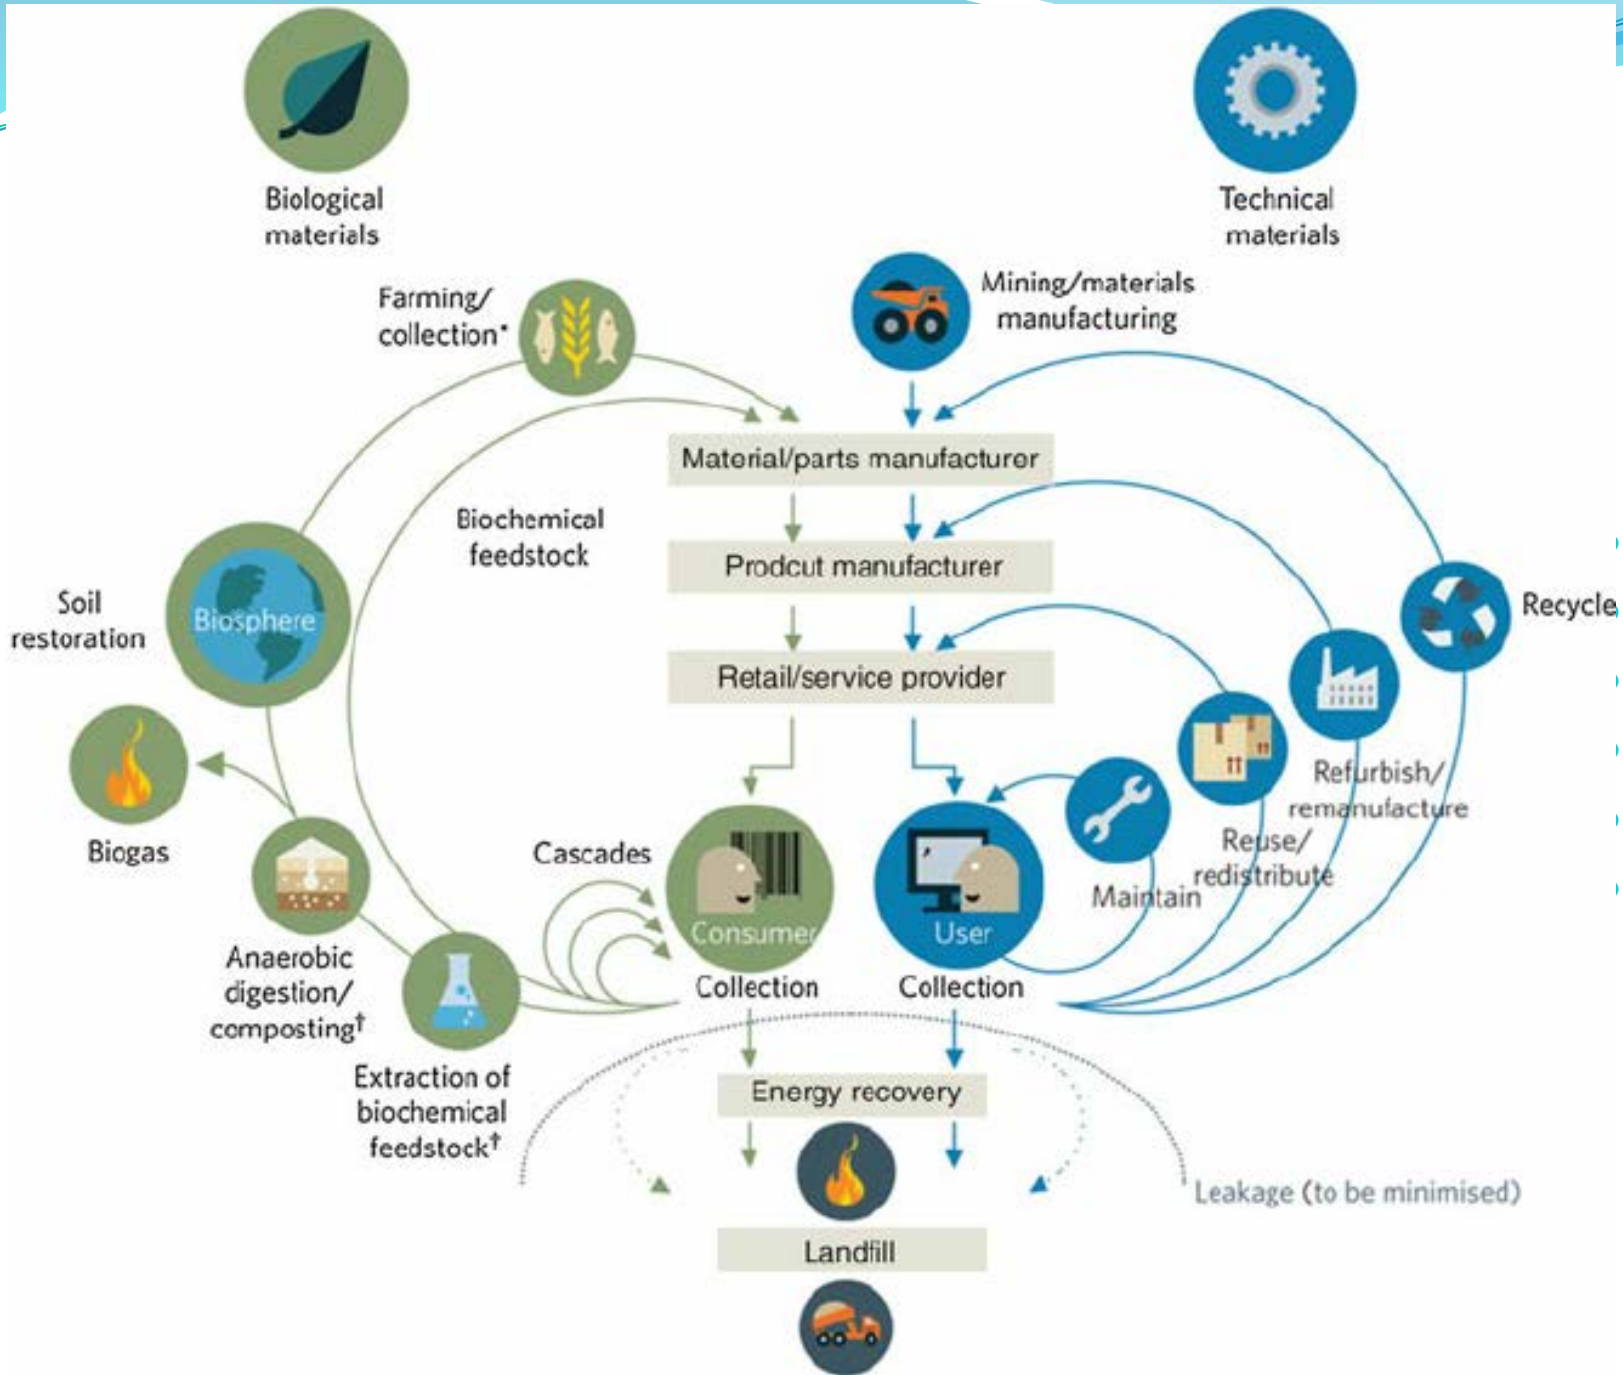 Biological
materials
Technical
materials
Farming/
collection*
Mining/materials
manufacturing
Material/parts manufacturer
Biochemical
feedstock
Prodcut manufacturer
Soil
restoration
Biosphere
Recycle
Retail/service provider
Biogas
Refurbish/
remanufacture
Reuse/
redistribute
Maintain
Cascades
Consumer
User
Collection
Collection
Anaerobic
digestion/
composting†
Extraction of
biochemical
feedstock†
Energy recovery
Leakage (to be minimised)
Landfill